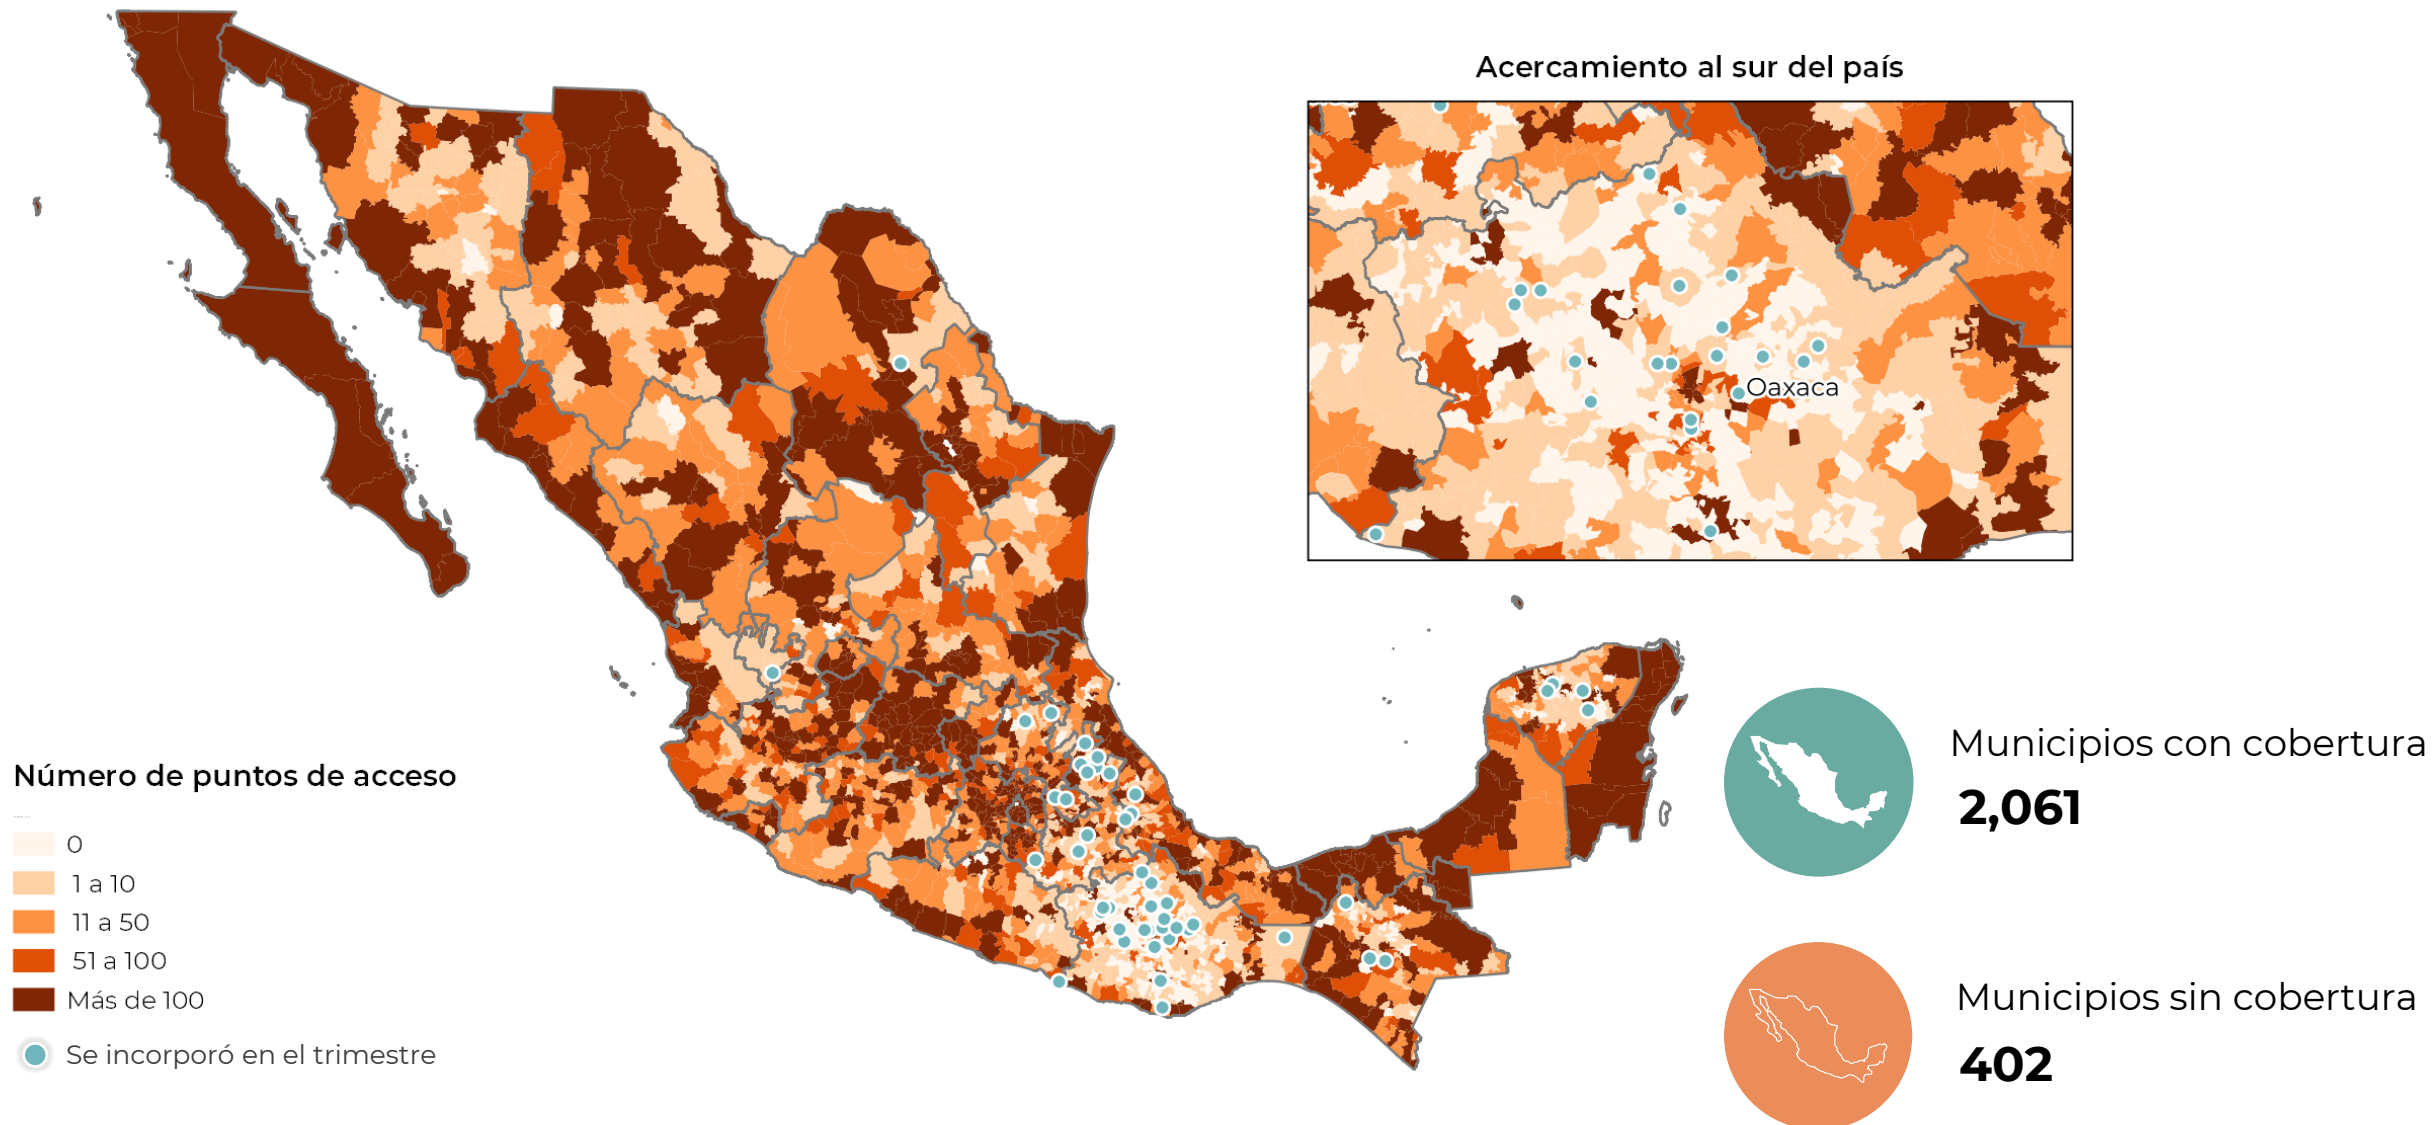 Acercamiento al sur del país
Oaxaca
Número de puntos de acceso
0
1 a 10
11 a 50
51 a 100
Más de 100
Se incorporó en el trimestre
Municipios con cobertura
2,061
Municipios sin cobertura
402